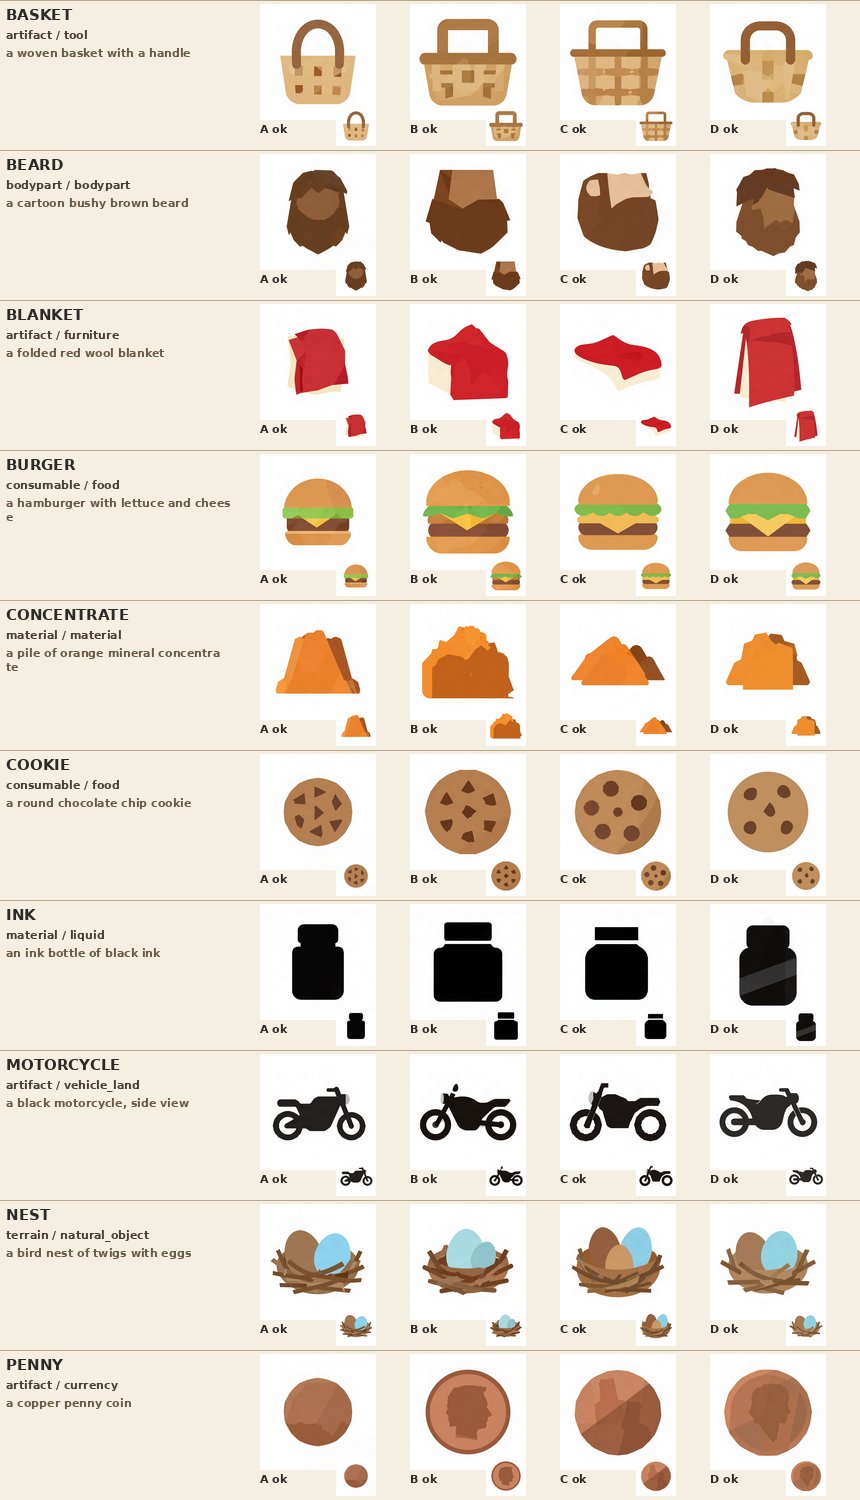 BASKET
artifact / tool
a woven basket with a handle
A ok
B ok
C ok
D ok
BEARD
bodypart / bodypart
a cartoon bushy brown beard
A ok
B ok
C ok
D ok
BLANKET
artifact / furniture
a folded red wool blanket
A ok
B ok
C ok
D ok
BURGER
consumable / food
a hamburger with lettuce and chees
e
A ok
B ok
C ok
D ok
CONCENTRATE
material / material
a pile of orange mineral concentra
te
A ok
B ok
C ok
D ok
COOKIE
consumable / food
a round chocolate chip cookie
A ok
B ok
C ok
D ok
INK
material / liquid
an ink bottle of black ink
A ok
B ok
C ok
D ok
MOTORCYCLE
artifact / vehicle_land
a black motorcycle, side view
A ok
B ok
C ok
D ok
NEST
terrain / natural_object
a bird nest of twigs with eggs
A ok
B ok
C ok
D ok
PENNY
artifact / currency
a copper penny coin
A ok
B ok
C ok
D ok